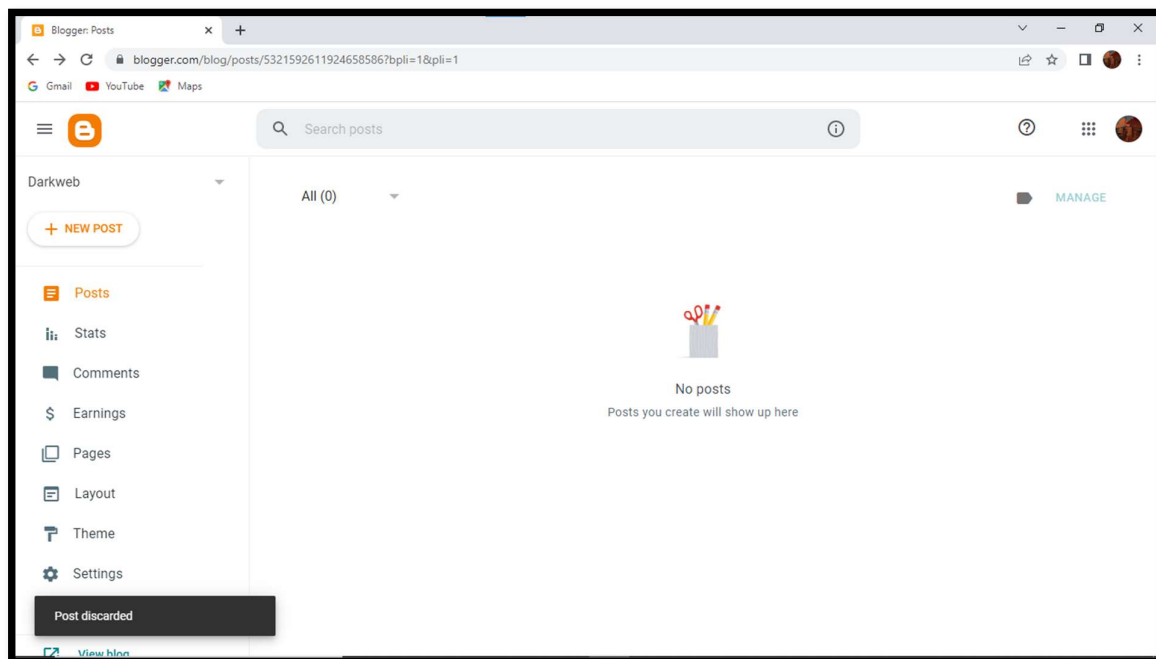 Blogger: Posts
blogger.com/blog/posts/5321592611924658586?bpli=1&pli=1
Gmail YouTube Maps
Search posts
Darkweb
All (0)
MANAGE
+ NEW POST
Posts
Stats
Comments
Earnings
Pages
Layout
Theme
Settings
No posts
Posts you create will show up here
Post discarded
View blog